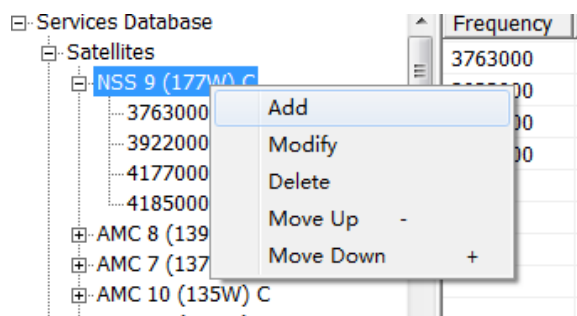 Services Database
Frequency
Satellites
3763000
NSS 9 (177W) C
3763000
Add
3922000
Modify
4177000
Delete
4185000
Move Up -
AMC 8 (139
AMC 7 (137
Move Down +
AMC 10 (135W) C